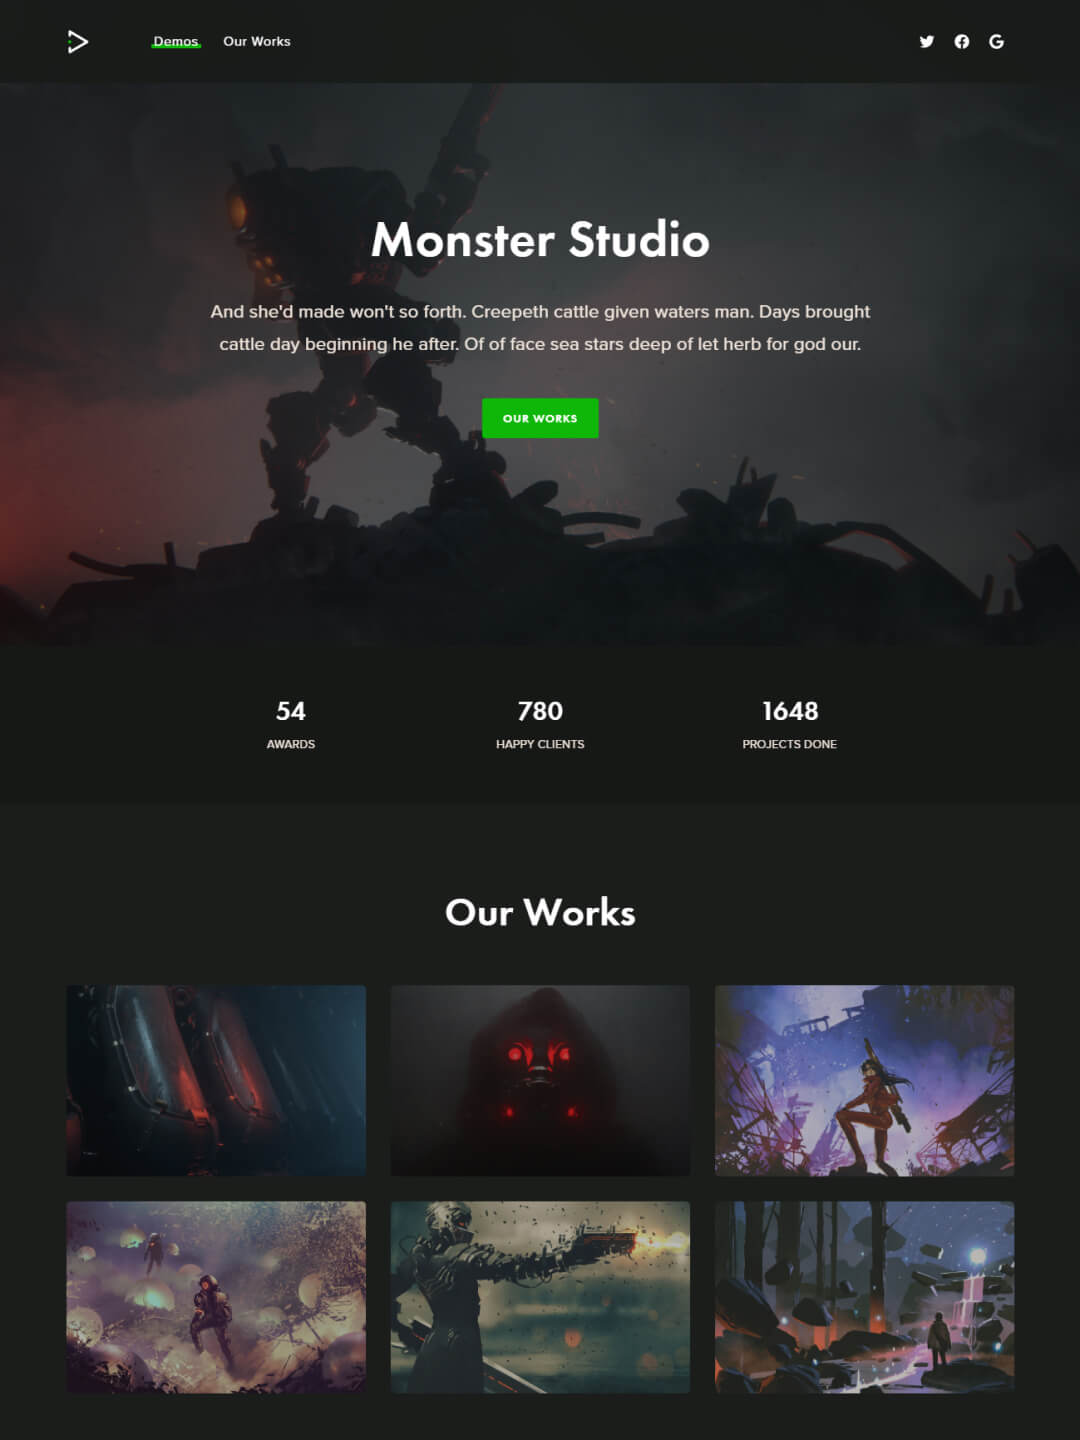 Demos Our Works
Monster Studio
And she'd made won't so forth. Creepeth cattle given waters man. Days brought
cattle day beginning he after. Of of face sea stars deep of let herb for god our.
OUR WORKS
54
AWARDS
780
HAPPY CLIENTS
1648
PROJECTS DONE
Our Works